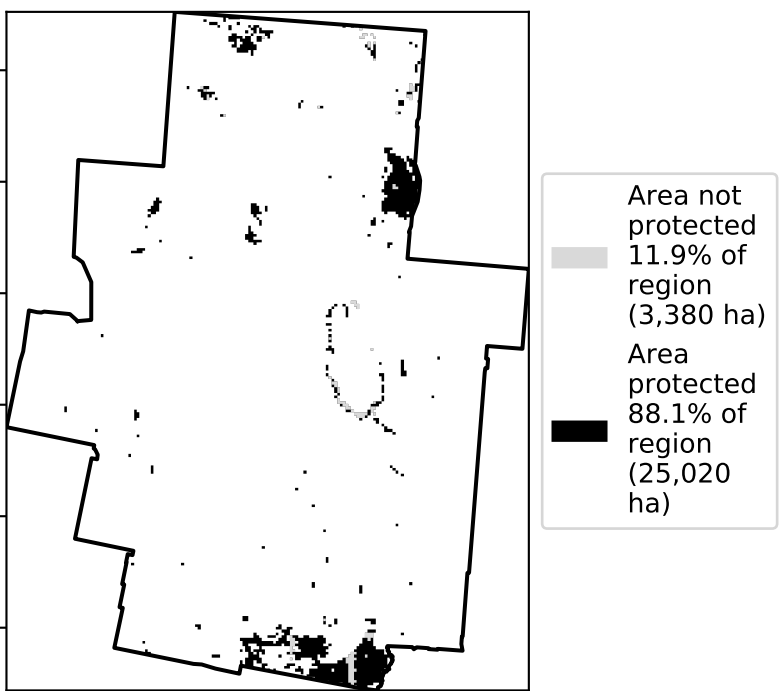 Area not
protected
11.9% of
region
(3,380 ha)
Area
protected
88.1% of
region
(25,020
ha)